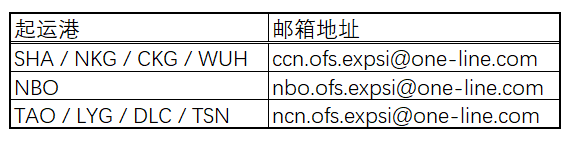 起运港 邮箱地址
SHA / NKG / CKG / WUH ccn.ofs.expsi@one-line.com
NBO nbo.ofs.expsi@one-line.com
TAO / LYG / DLC / TSN ncn.ofs.expsi@one-line.com